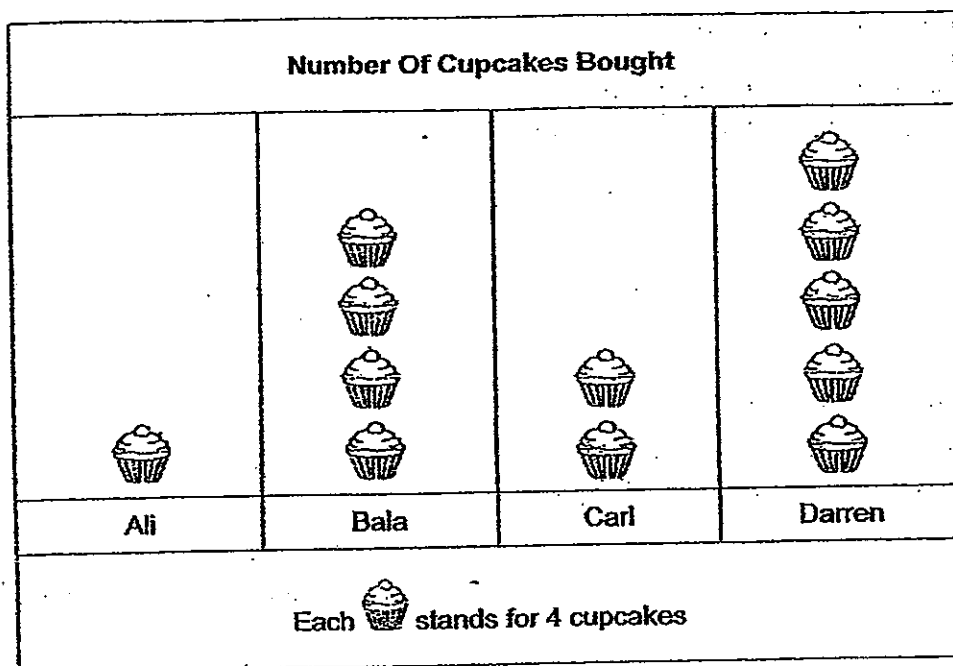 Number Of Cupcakes Bought
Ali Bala Carl Darren
Each stands for 4 cupcakes